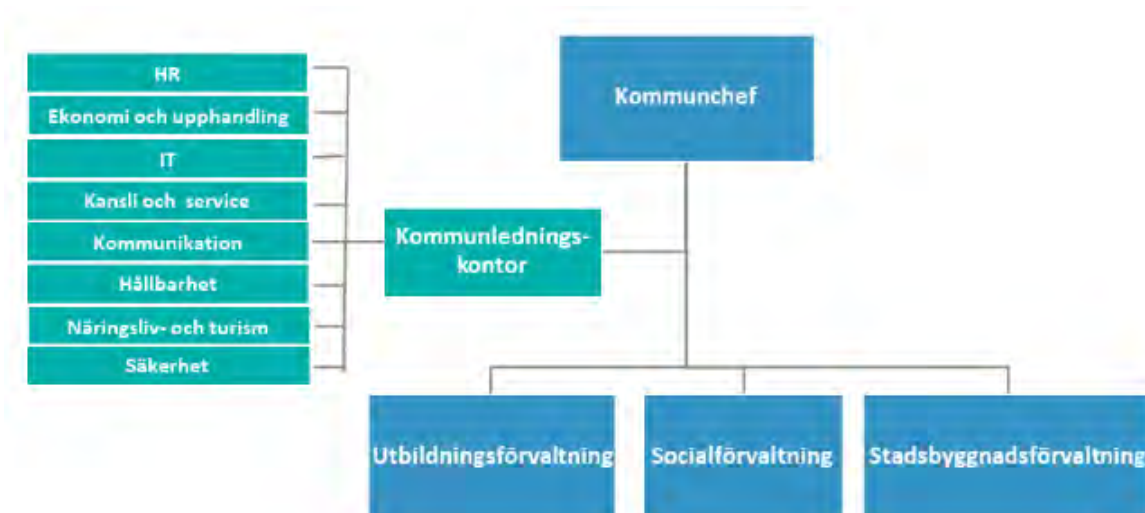 HR
Ekonomi och upphandling
IT
Kansli och service
Kommunikation
Hållbarhet
Näringsliv- och turism
Säkerhet
Kommunchef
Kommunlednings-
kontor
Utbildningsförvaltning
Socialförvaltning
Stadsbyggnadsförvaltning